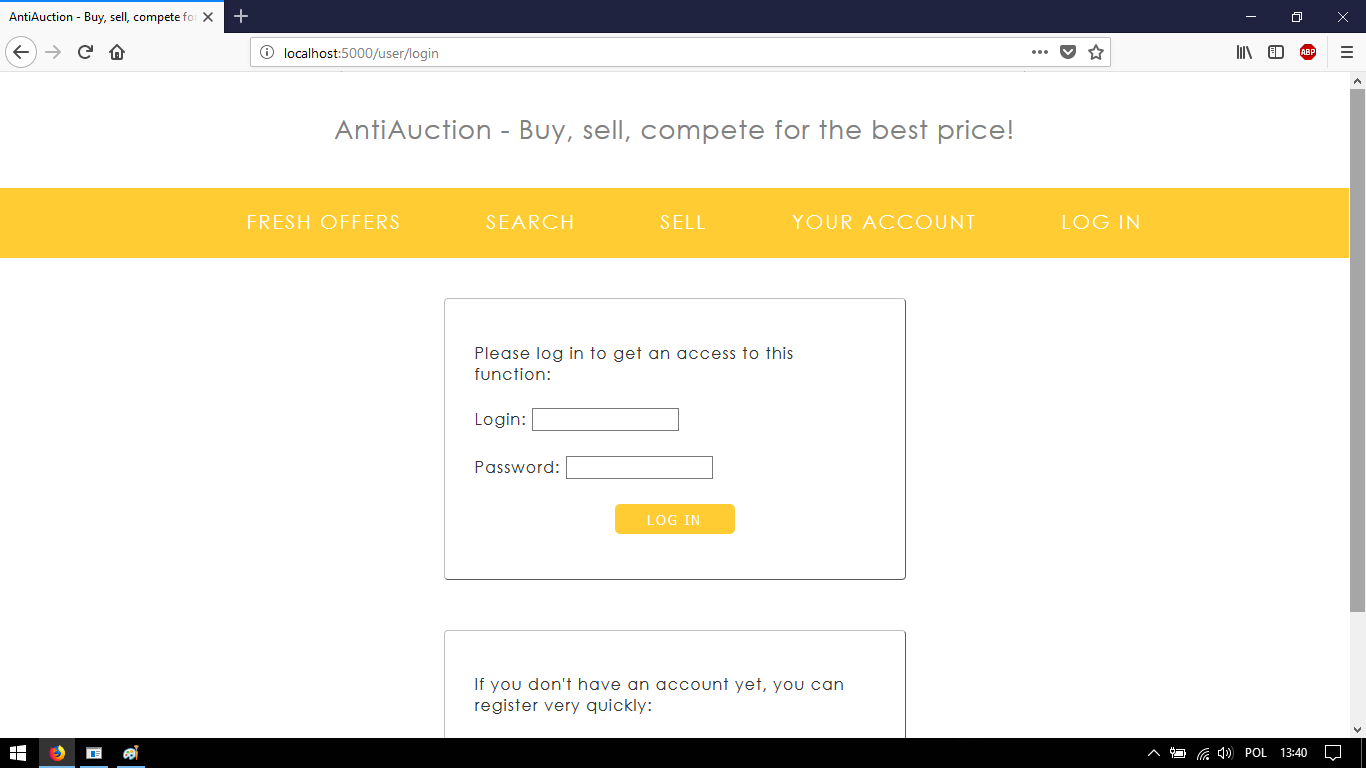 AntiAuction - Buy, sell, compete fo
localhost:5000/user/login
ABP
AntiAuction - Buy, sell, compete for the best price!
FRESH OFFERS SEARCH SELL YOUR ACCOUNT LOG IN
Please log in to get an access to this
function:
Login:
Password:
LOG IN
If you don't have an account yet, you can
register very quickly:
POL 13:40